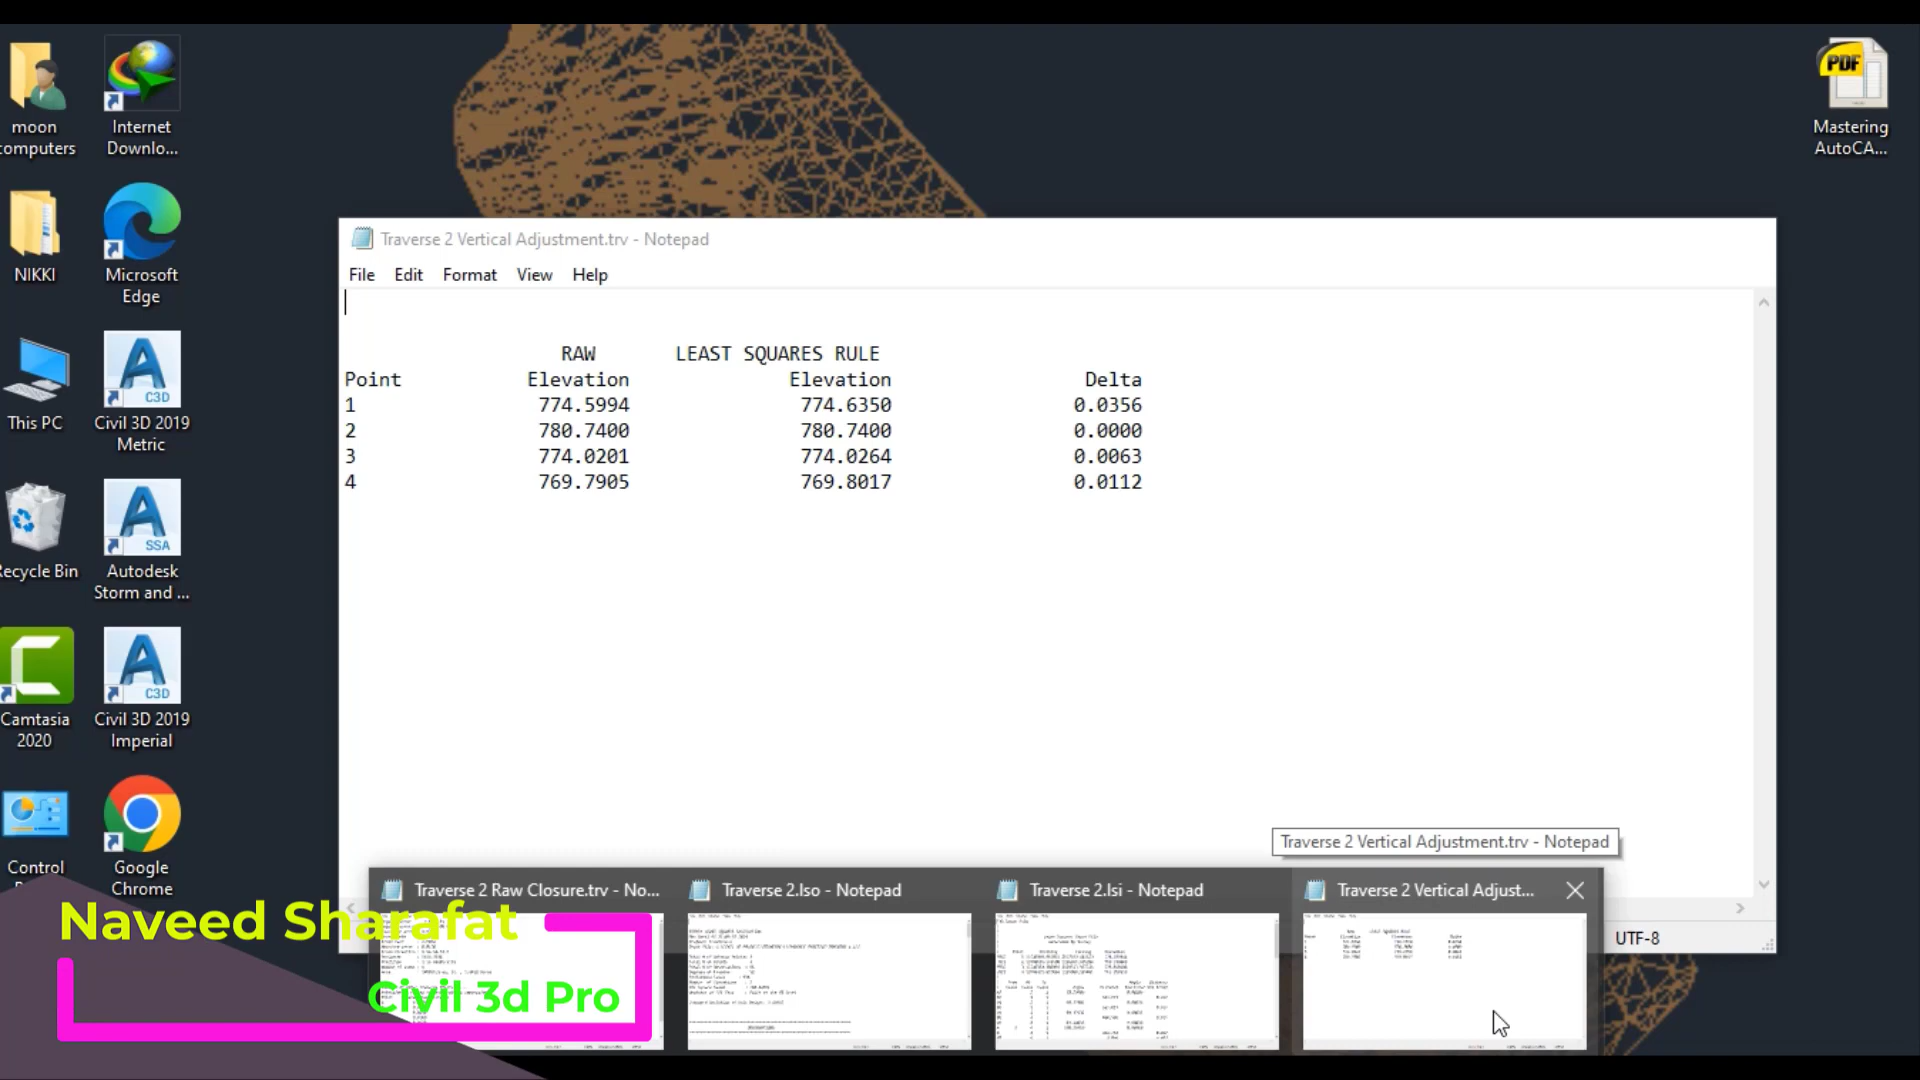 moon
computers
Internet
Downlo...
PDF
Mastering
AutoCA...
NIKKI
Microsoft
Edge
This PC
C3D
Civil 3D 2019
Metric
Recycle Bin
SSA
Autodesk
Storm and ...
Camtasia
2020
C3D
Civil 3D 2019
Imperial
Control
Google
Chrome
Traverse 2 Vertical Adjustment.trv - Notepad
File Edit Format View Help
RAW LEAST SQUARES RULE
Point Elevation Elevation Delta
1 774.5994 774.6350 0.0356
2 780.7400 780.7400 0.0000
3 774.0201 774.0264 0.0063
4 769.7905 769.8017 0.0112
Traverse 2 Vertical Adjustment.trv - Notepad
Traverse 2 Raw Closure.trv - No...
Traverse 2.lso - Notepad
Traverse 2.lsi - Notepad
Traverse 2 Vertical Adjust...
UTF-8
Naveed Sharafat
Civil 3d Pro